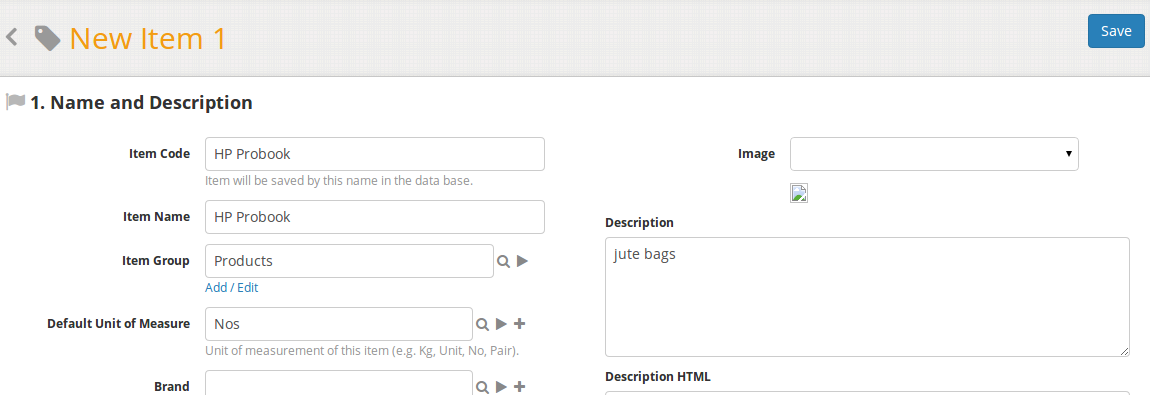 New Item 1
Save
1. Name and Description
Item Code
HP Probook
Item will be saved by this name in the data base.
Item Name
HP Probook
Item Group
Products
Add / Edit
Default Unit of Measure
Nos
Unit of measurement of this item (e.g. Kg, Unit, No, Pair).
Brand
Image
Description
jute bags
Description HTML